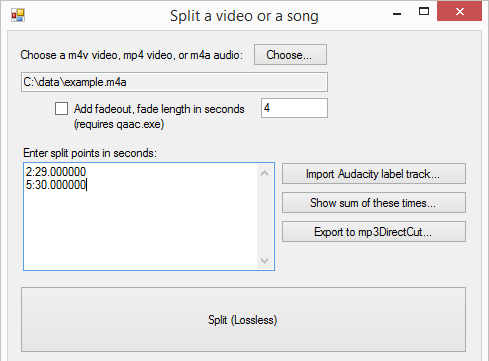 Split a video or a song
Choose a m4v video, mp4 video, or m4a audio:
Choose...
C:\data\example.m4a
Add fadeout, fade length in seconds
(requires qaac.exe)
4
Enter split points in seconds:
2:29.000000
5:30.000000
Import Audacity label track...
Show sum of these times...
Export to mp3DirectCut...
Split (Lossless)